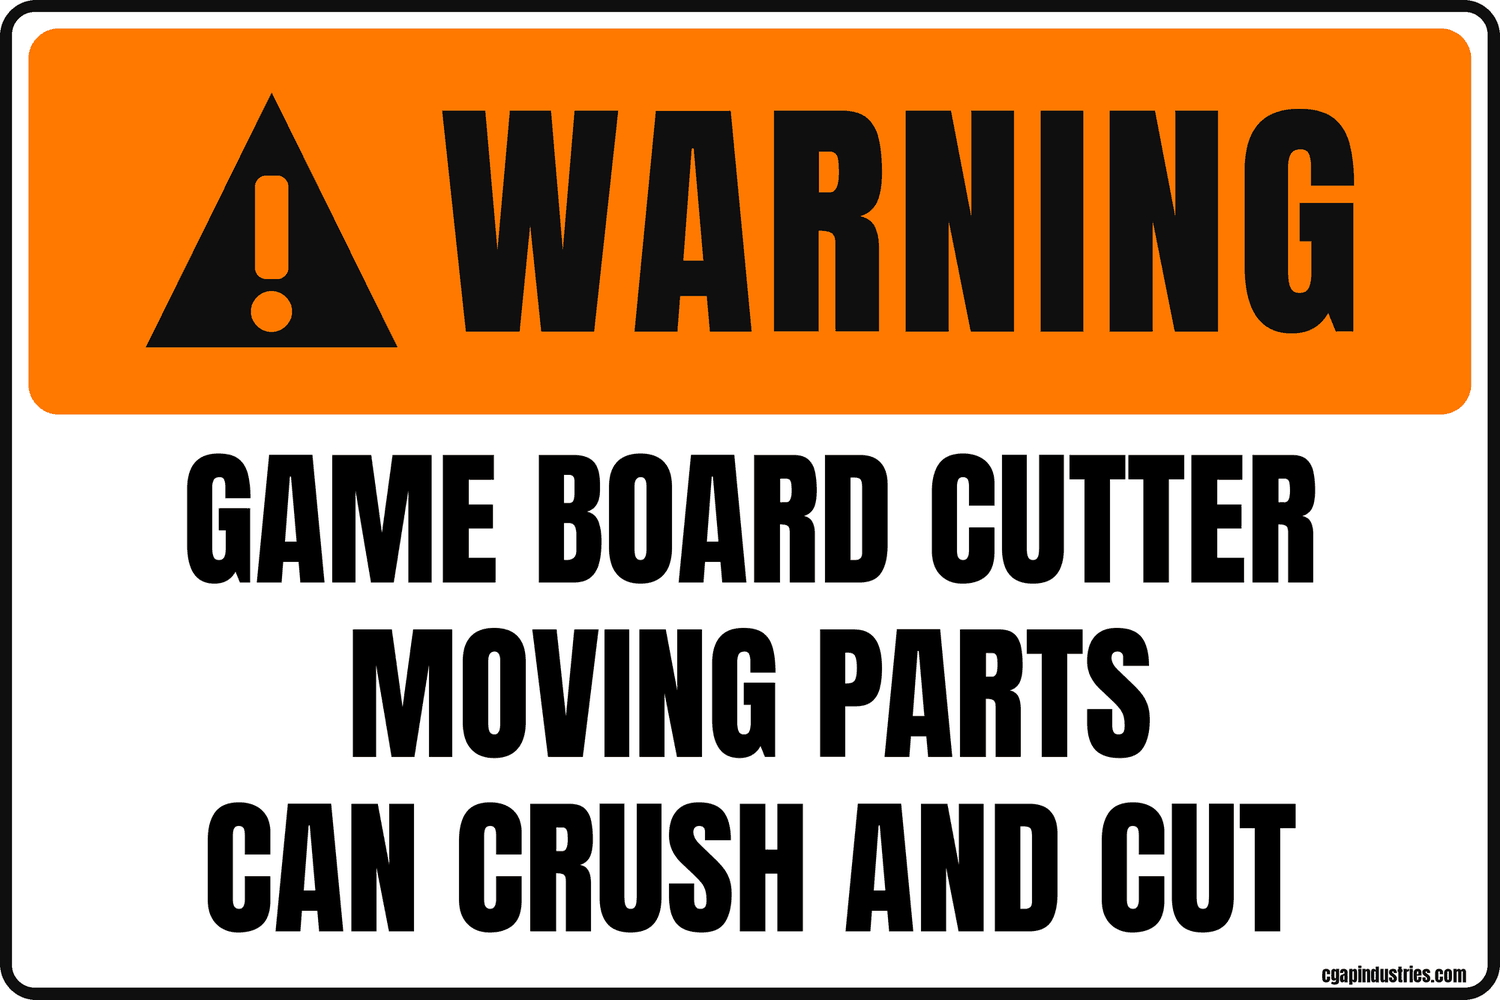 WARNING
GAME BOARD CUTTER
MOVING PARTS
CAN CRUSH AND CUT
cgapindustries.com